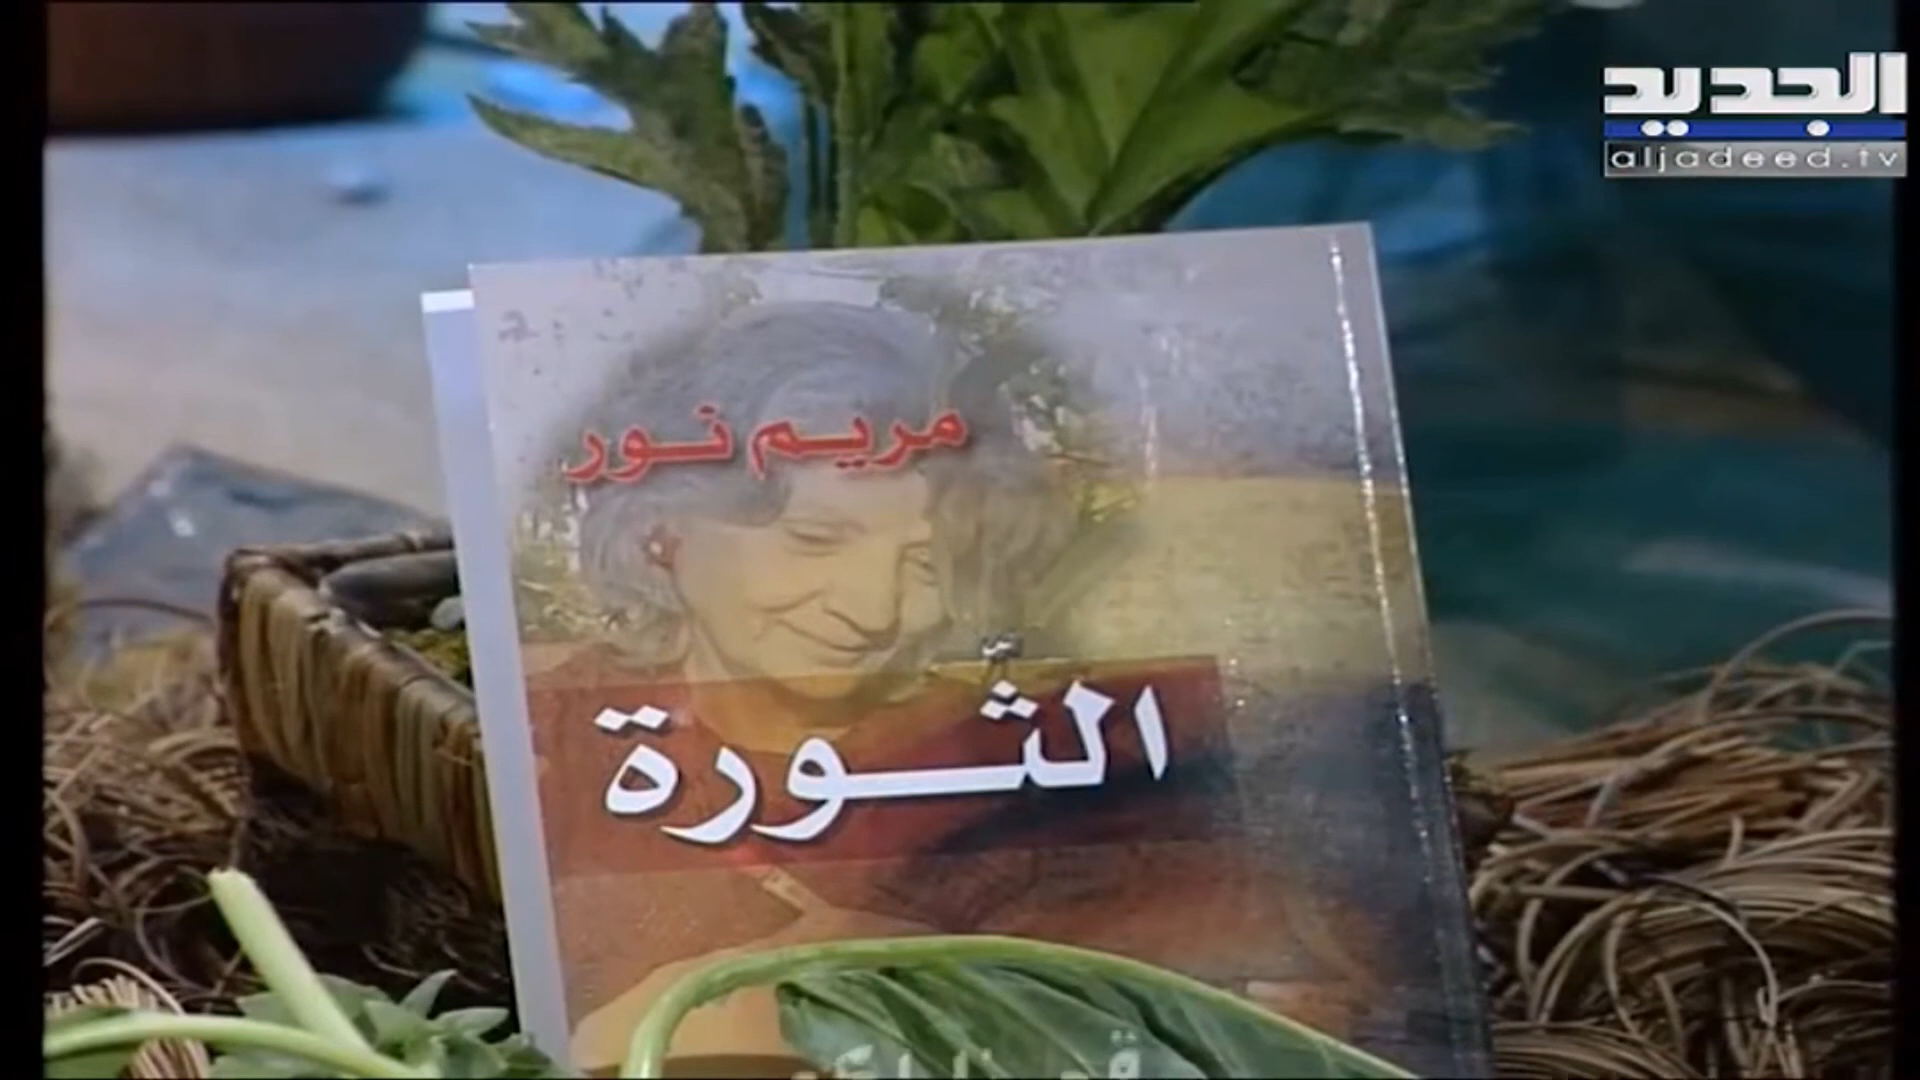 الجديد
aljadeed.tv
مريم نور
الثورة